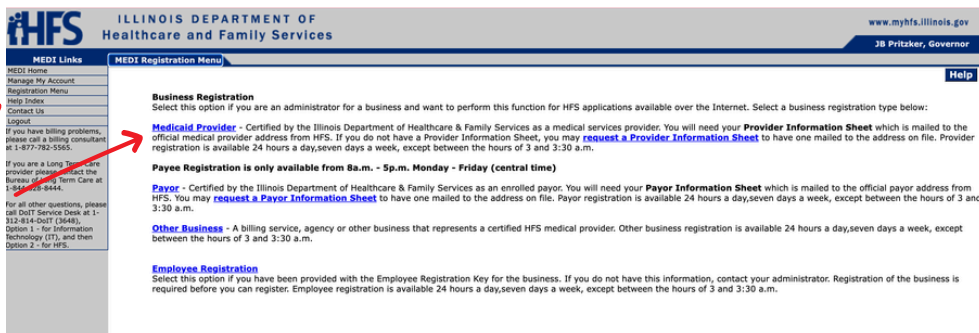 iHFS
ILLINOIS DEPARTMENT OF
Healthcare and Family Services
www.myhfs.illinois.gov
JB Pritzker, Governor
MEDI Links
MEDI Home
Manage My Account
Registration Menu
Help Index
Contact Us
Logout
If you have billing problems,
please call a billing consultant
at 1-877-782-5565.
If you are a Long Term Care
provider please contact the
Bureau of Long Term Care at
1-844-528-8444.
For all other questions, please
call DoIT Service Desk at 1-
312-814-DoIT (3648),
Option 1 - for Information
Technology (IT), and then
Option 2 - for HFS.
MEDI Registration Menu
Help
Business Registration
Select this option if you are an administrator for a business and want to perform this function for HFS applications available over the Internet. Select a business registration type below:
Medicaid Provider - Certified by the Illinois Department of Healthcare & Family Services as a medical services provider. You will need your Provider Information Sheet which is mailed to the
official medical provider address from HFS. If you do not have a Provider Information Sheet, you may request a Provider Information Sheet to have one mailed to the address on file. Provider
registration is available 24 hours a day,seven days a week, except between the hours of 3 and 3:30 a.m.
Payee Registration is only available from 8a.m. - 5p.m. Monday - Friday (central time)
Payor - Certified by the Illinois Department of Healthcare & Family Services as an enrolled payor. You will need your Payor Information Sheet which is mailed to the official payor address from
HFS. You may request a Payor Information Sheet to have one mailed to the address on file. Payor registration is available 24 hours a day,seven days a week, except between the hours of 3 and
3:30 a.m.
Other Business - A billing service, agency or other business that represents a certified HFS medical provider. Other business registration is available 24 hours a day,seven days a week, except
between the hours of 3 and 3:30 a.m.
Employee Registration
Select this option if you have been provided with the Employee Registration Key for the business. If you do not have this information, contact your administrator. Registration of the business is
required before you can register. Employee registration is available 24 hours a day,seven days a week, except between the hours of 3 and 3:30 a.m.